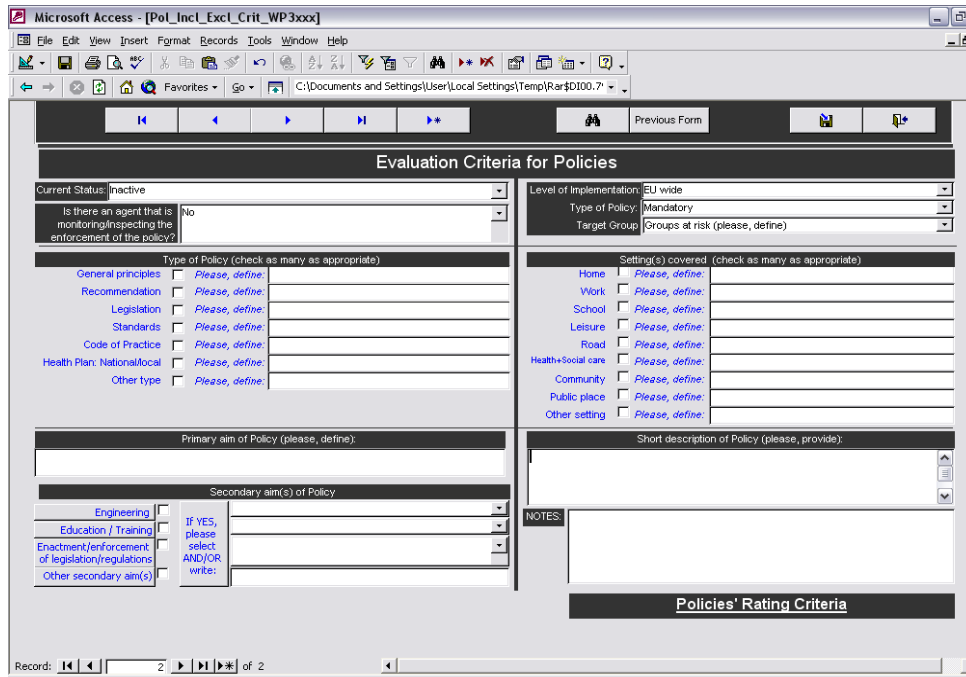 Microsoft Access - [Pol_Incl_Excl_Crit_WP3xxx]
File Edit View Insert Format Records Tools Window Help
Favorites Go C:\Documents and Settings\User\Local Settings\Temp\Rar$DI00.7
Previous Form
Evaluation Criteria for Policies
Current Status: Inactive
Is there an agent that is monitoring/inspecting the enforcement of the policy? No
Level of Implementation: EU wide
Type of Policy: Mandatory
Target Group Groups at risk (please, define)
Type of Policy (check as many as appropriate)
General principles Please, define:
Recommendation Please, define:
Legislation Please, define:
Standards Please, define:
Code of Practice Please, define:
Health Plan: National/local Please, define:
Other type Please, define:
Setting(s) covered (check as many as appropriate)
Home Please, define:
Work Please, define:
School Please, define:
Leisure Please, define:
Road Please, define:
Health+Social care Please, define:
Community Please, define:
Public place Please, define:
Other setting Please, define:
Primary aim of Policy (please, define):
Short description of Policy (please, provide):
Secondary aim(s) of Policy
Engineering
Education / Training
Enactment/enforcement
of legislation/regulations
Other secondary aim(s)
If YES,
please
select
AND/OR
write:
NOTES:
Policies' Rating Criteria
Record: 2 of 2